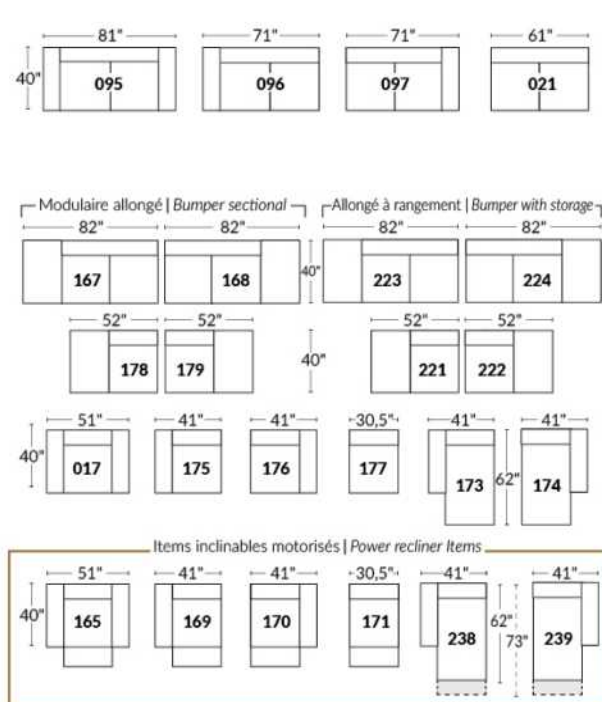 81" 71" 71" 61"
40" 095 096 097 021
Modulaire allongé | Bumper sectional Allongé à rangement | Bumper with storage
82" 82" 82" 82"
167 168 40" 223 224
52" 52" 52" 52"
178 179 40" 221 222
51" 41" 41" 30,5" 41" 41"
40" 017 175 176 177 173 62" 174
Items inclinables motorisés | Power recliner Items
51" 41" 41" 30,5" 41" 41"
40" 165 169 170 171 238 62" 73" 239